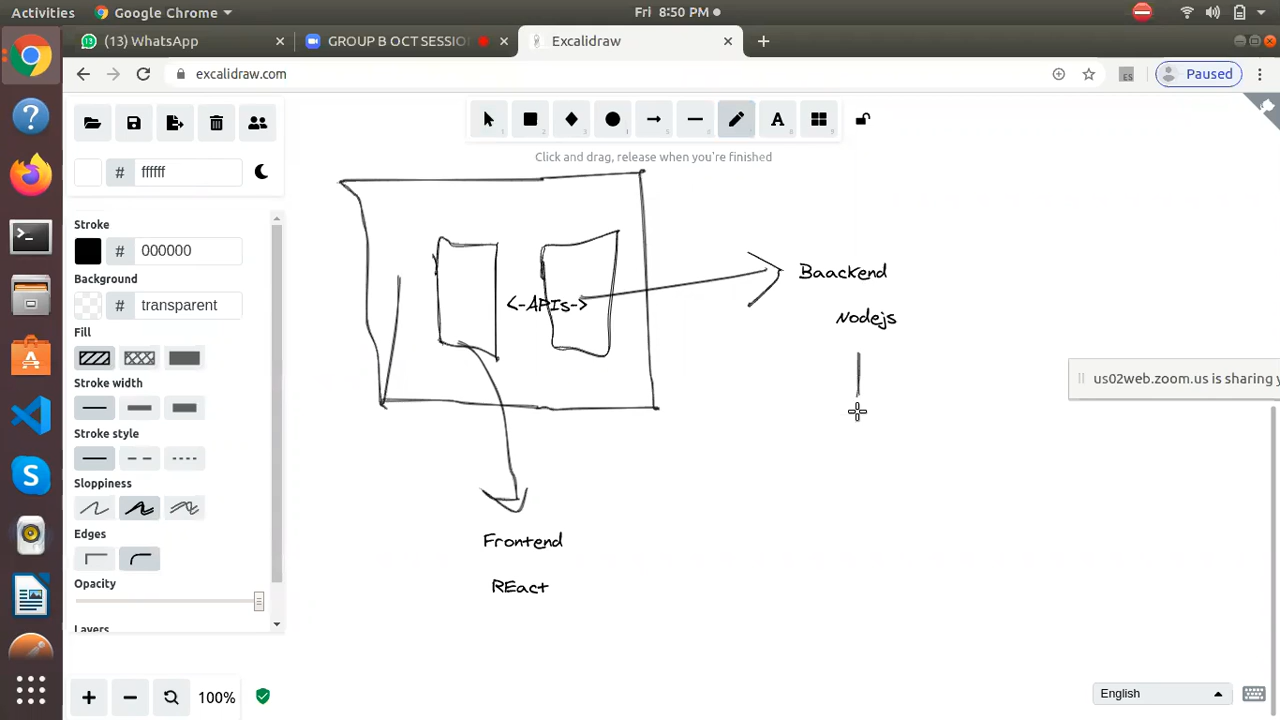 Activities
Google Chrome
Fri 8:50 PM
(13) WhatsApp
GROUP B OCT SESSION
Excalidraw
excalidraw.com
ES
Paused
# ffffff
Click and drag, release when you're finished
Stroke
# 000000
Background
# transparent
Fill
Stroke width
Stroke style
Sloppiness
Edges
Opacity
Layers
100%
<-APIs->
Baackend
Nodejs
Frontend
REact
us02web.zoom.us is sharing y
English